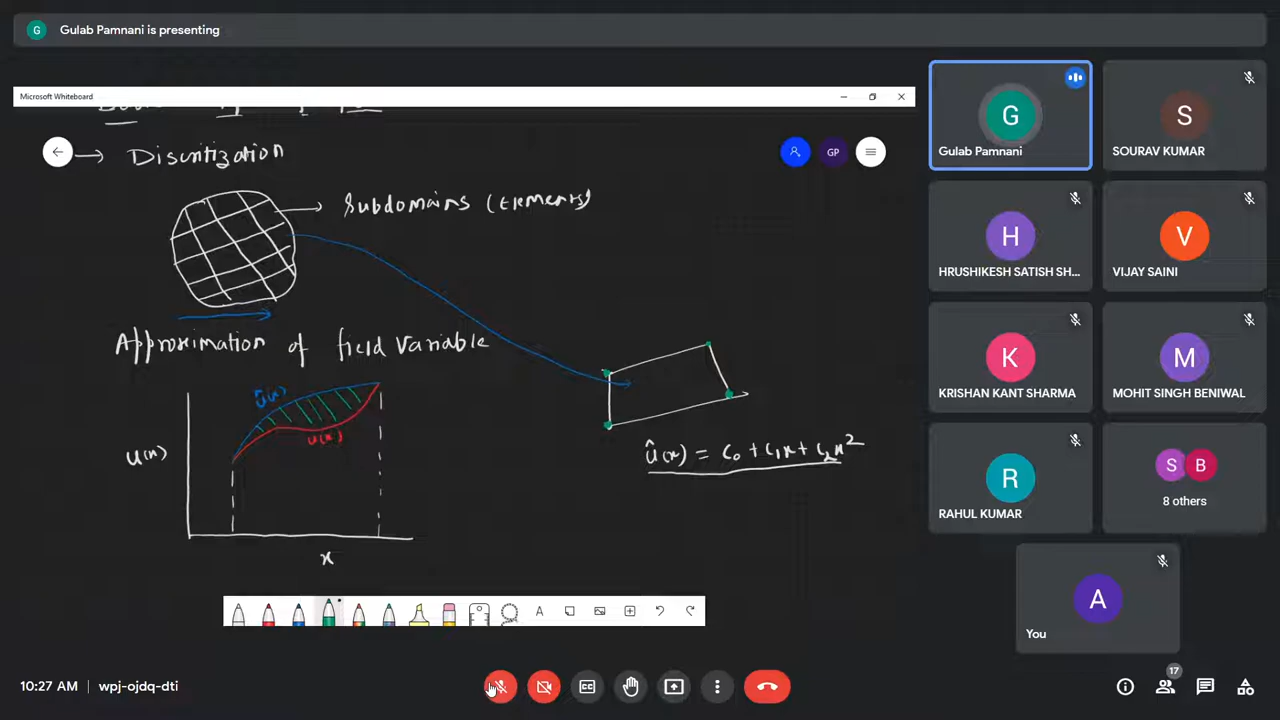 G Gulab Pamnani is presenting
Microsoft Whiteboard
→ Discritization
GP
Subdomains (Elements)
Approximation of field Variable
û(x)
u(x)
u(x)
x
û(x) = C₀ + C₁x + C₂x²
A
G
Gulab Pamnani
S
SOURAV KUMAR
H
HRUSHIKESH SATISH SH...
V
VIJAY SAINI
K
KRISHAN KANT SHARMA
M
MOHIT SINGH BENIWAL
R
RAHUL KUMAR
S B
8 others
A
You
10:27 AM | wpj-ojdq-dti
CC
17